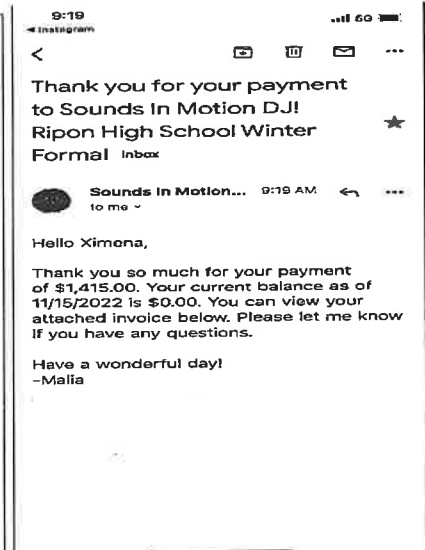 9:19
5G
◄ Instagram
Thank you for your payment
to Sounds In Motion DJ!
Ripon High School Winter
Formal Inbox
Sounds In Motion... 9:19 AM
to me
Hello Ximena,
Thank you so much for your payment
of $1,415.00. Your current balance as of
11/15/2022 is $0.00. You can view your
attached invoice below. Please let me know
if you have any questions.
Have a wonderful day!
-Malia